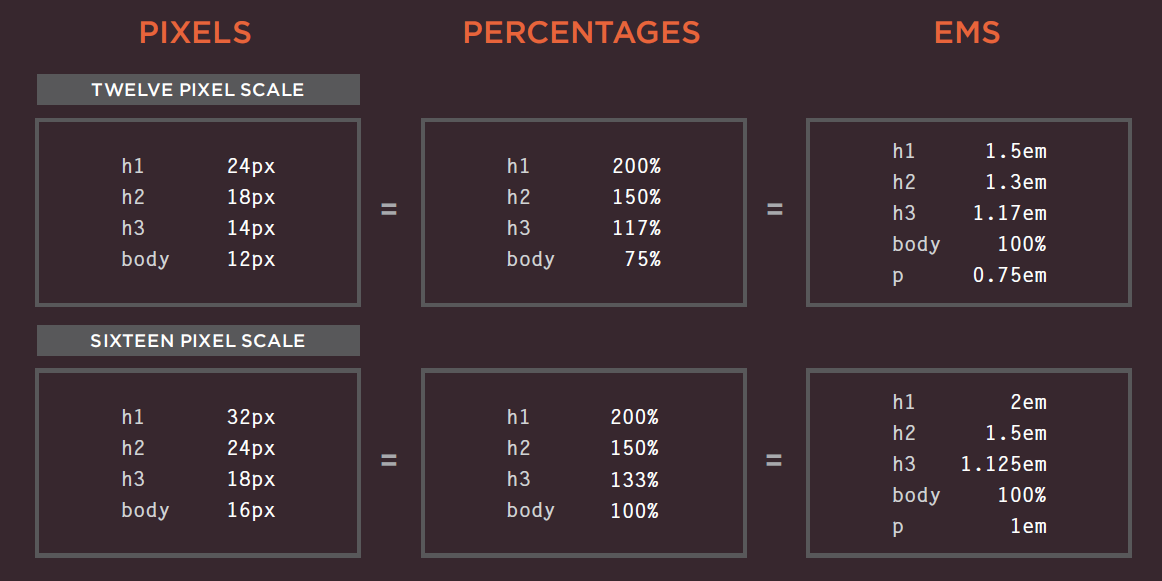 PIXELS PERCENTAGES EMS
TWELVE PIXEL SCALE
h1 24px
h2 18px
h3 14px
body 12px
=
h1 200%
h2 150%
h3 117%
body 75%
=
h1 1.5em
h2 1.3em
h3 1.17em
body 100%
p 0.75em
SIXTEEN PIXEL SCALE
h1 32px
h2 24px
h3 18px
body 16px
=
h1 200%
h2 150%
h3 133%
body 100%
=
h1 2em
h2 1.5em
h3 1.125em
body 100%
p 1em